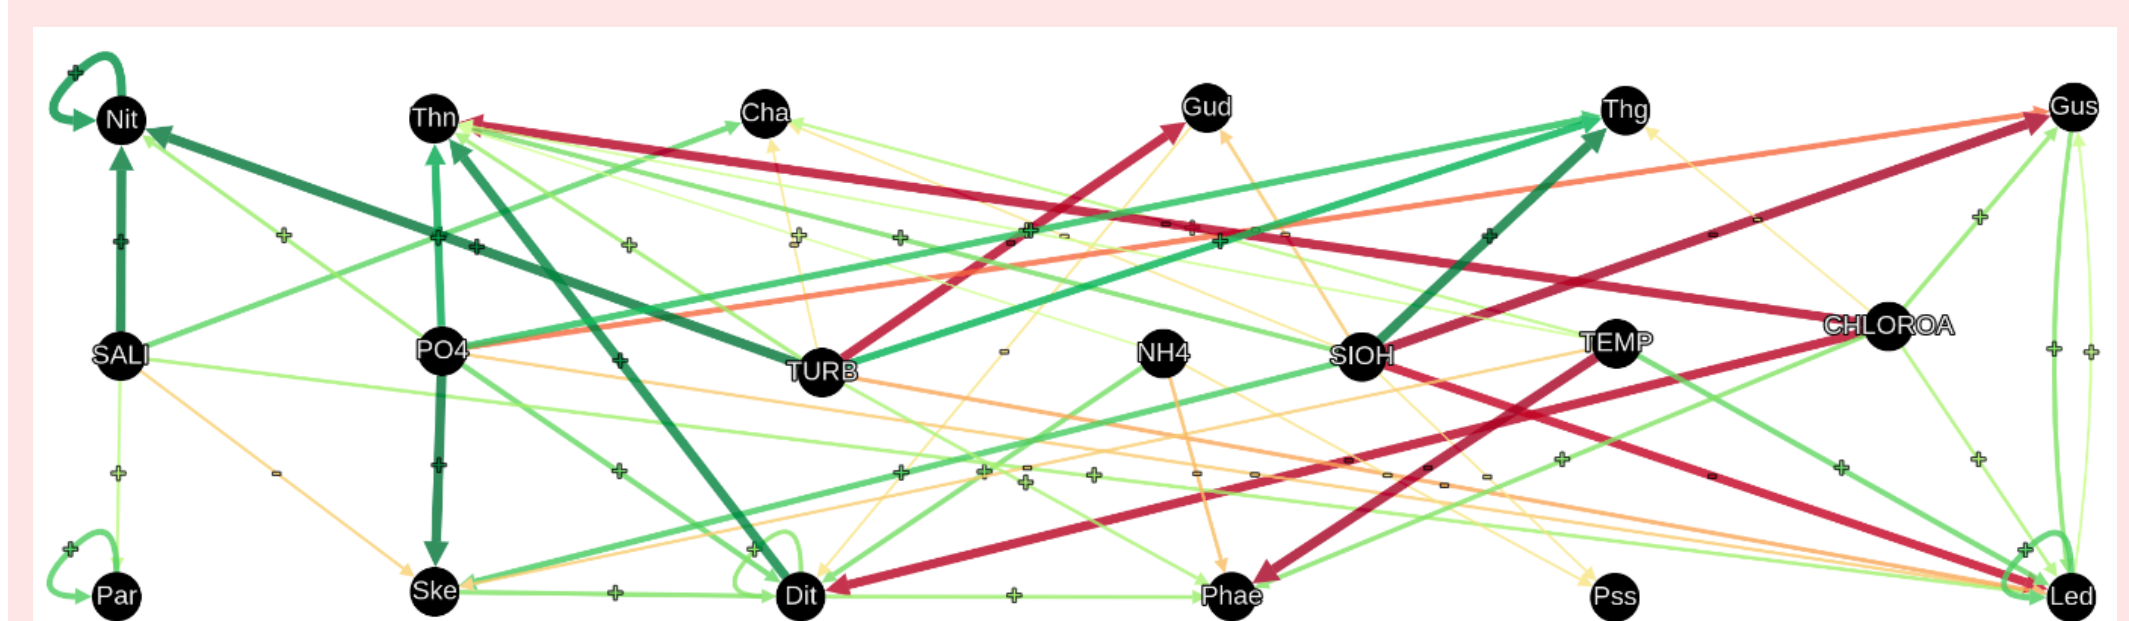 Nit Thn Cha Gud Thg Gus
SALI PO4 TURB NH4 SIOH TEMP CHLOROA
Par Ske Dit Phae Pss Led